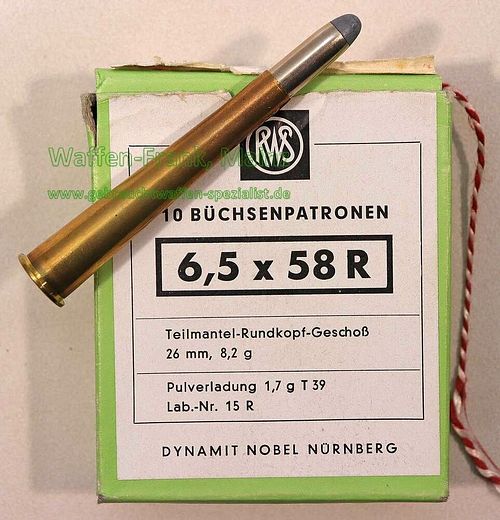 RWS
Waffen-Frank, Mainz
www.gebrauchtwaffen-spezialist.de
10 BÜCHSENPATRONEN
6,5 x 58 R
Teilmantel-Rundkopf-Geschoß
26 mm, 8,2 g
Pulverladung 1,7 g T 39
Lab.-Nr. 15 R
DYNAMIT NOBEL NÜRNBERG